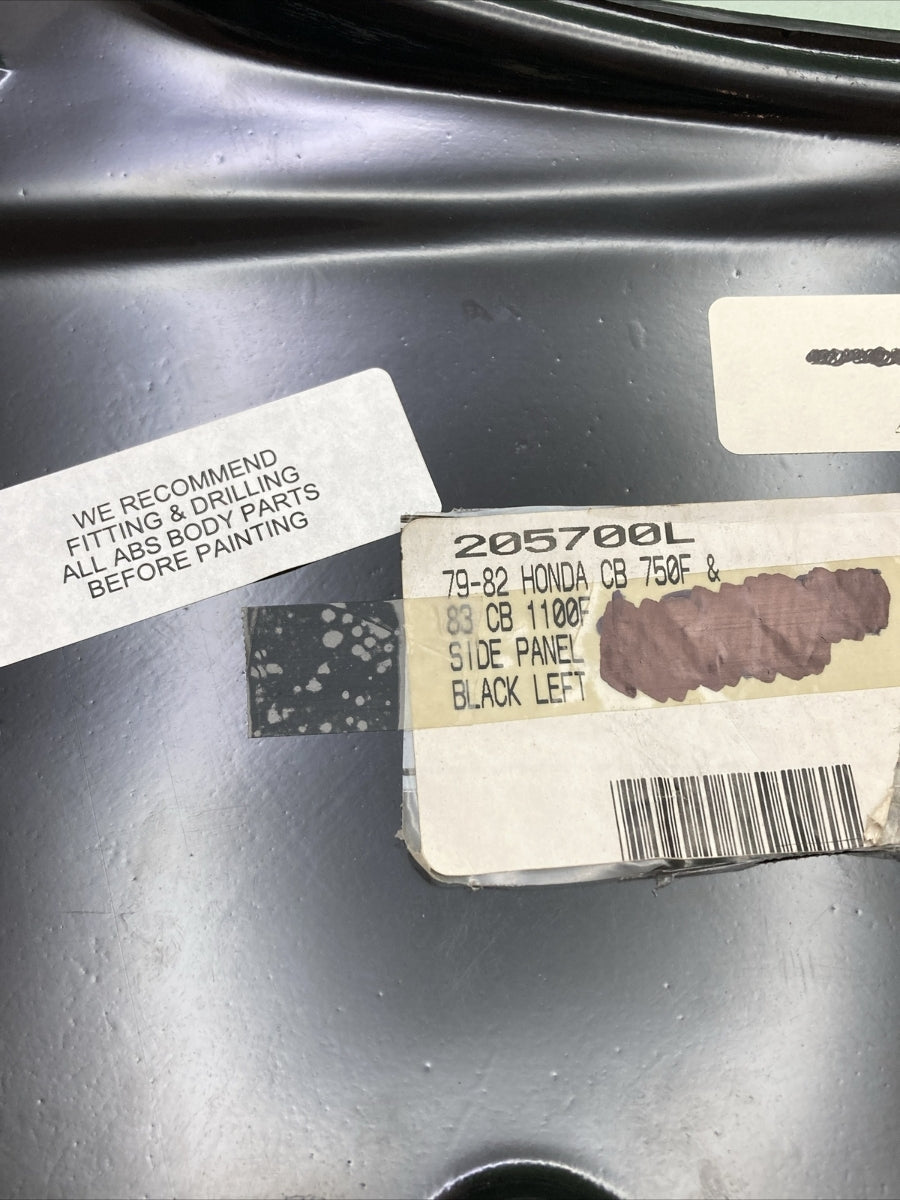 WE RECOMMEND
FITTING & DRILLING
ALL ABS BODY PARTS
BEFORE PAINTING
205700L
79-82 HONDA CB 750F &
83 CB 1100F
SIDE PANEL
BLACK LEFT